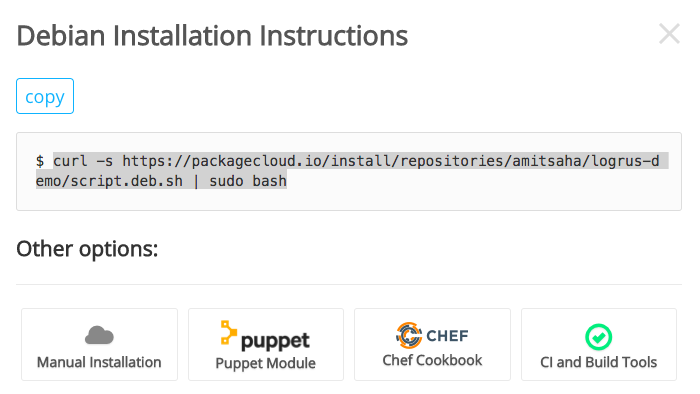 Debian Installation Instructions
copy
$ curl -s https://packagecloud.io/install/repositories/amitsaha/logrus-d
emo/script.deb.sh | sudo bash
Other options:
puppet
CHEF
Manual Installation
Puppet Module
Chef Cookbook
CI and Build Tools